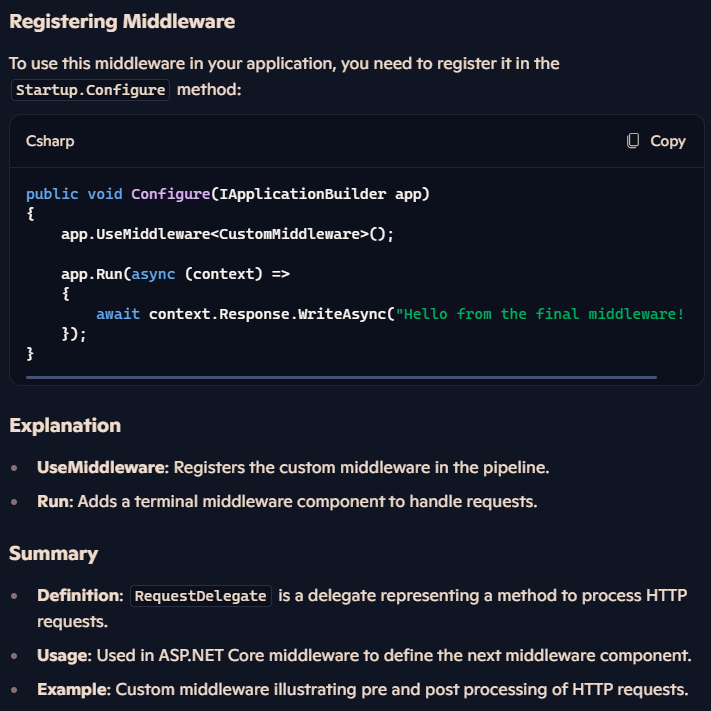 Registering Middleware
To use this middleware in your application, you need to register it in the
Startup.Configure method:
Csharp
Copy
public void Configure(IApplicationBuilder app)
{
    app.UseMiddleware<CustomMiddleware>();
    app.Run(async (context) =>
    {
        await context.Response.WriteAsync("Hello from the final middleware!
    });
}
Explanation
• UseMiddleware: Registers the custom middleware in the pipeline.
• Run: Adds a terminal middleware component to handle requests.
Summary
• Definition: RequestDelegate is a delegate representing a method to process HTTP
requests.
• Usage: Used in ASP.NET Core middleware to define the next middleware component.
• Example: Custom middleware illustrating pre and post processing of HTTP requests.